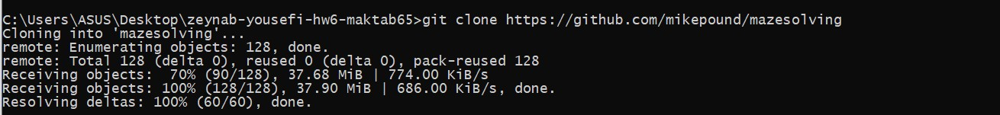 C:\Users\ASUS\Desktop\zeynab-yousefi-hw6-maktab65>git clone https://github.com/mikepound/mazesolving
Cloning into 'mazesolving'...
remote: Enumerating objects: 128, done.
remote: Total 128 (delta 0), reused 0 (delta 0), pack-reused 128
Receiving objects:  70% (90/128), 37.68 MiB | 774.00 KiB/s
Receiving objects: 100% (128/128), 37.90 MiB | 686.00 KiB/s, done.
Resolving deltas: 100% (60/60), done.